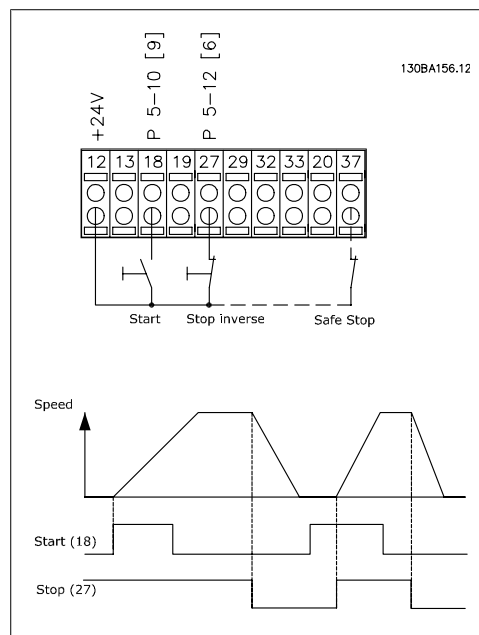 P 5-10 [9]
P 5-12 [6]
130BA156.12
+24V
12 13 18 19 27 29 32 33 20 37
Start Stop inverse Safe Stop
Speed
Start (18)
Stop (27)